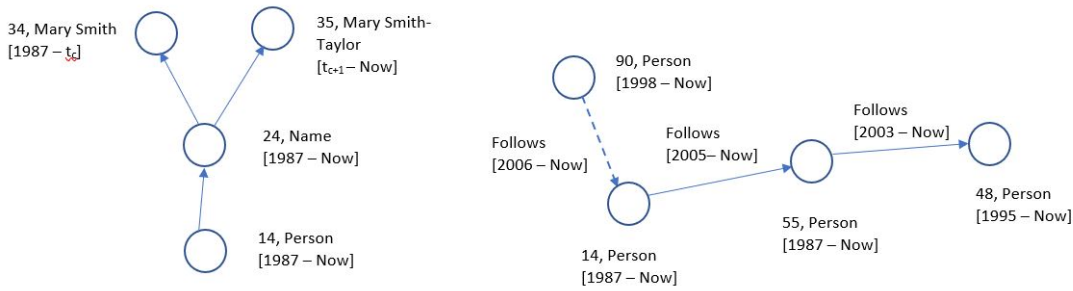 34, Mary Smith
[1987 – tc]
35, Mary Smith-
Taylor
[tc+1 – Now]
24, Name
[1987 – Now]
14, Person
[1987 – Now]
90, Person
[1998 – Now]
Follows
[2006 – Now]
Follows
[2005– Now]
Follows
[2003 – Now]
14, Person
[1987 – Now]
55, Person
[1987 – Now]
48, Person
[1995 – Now]